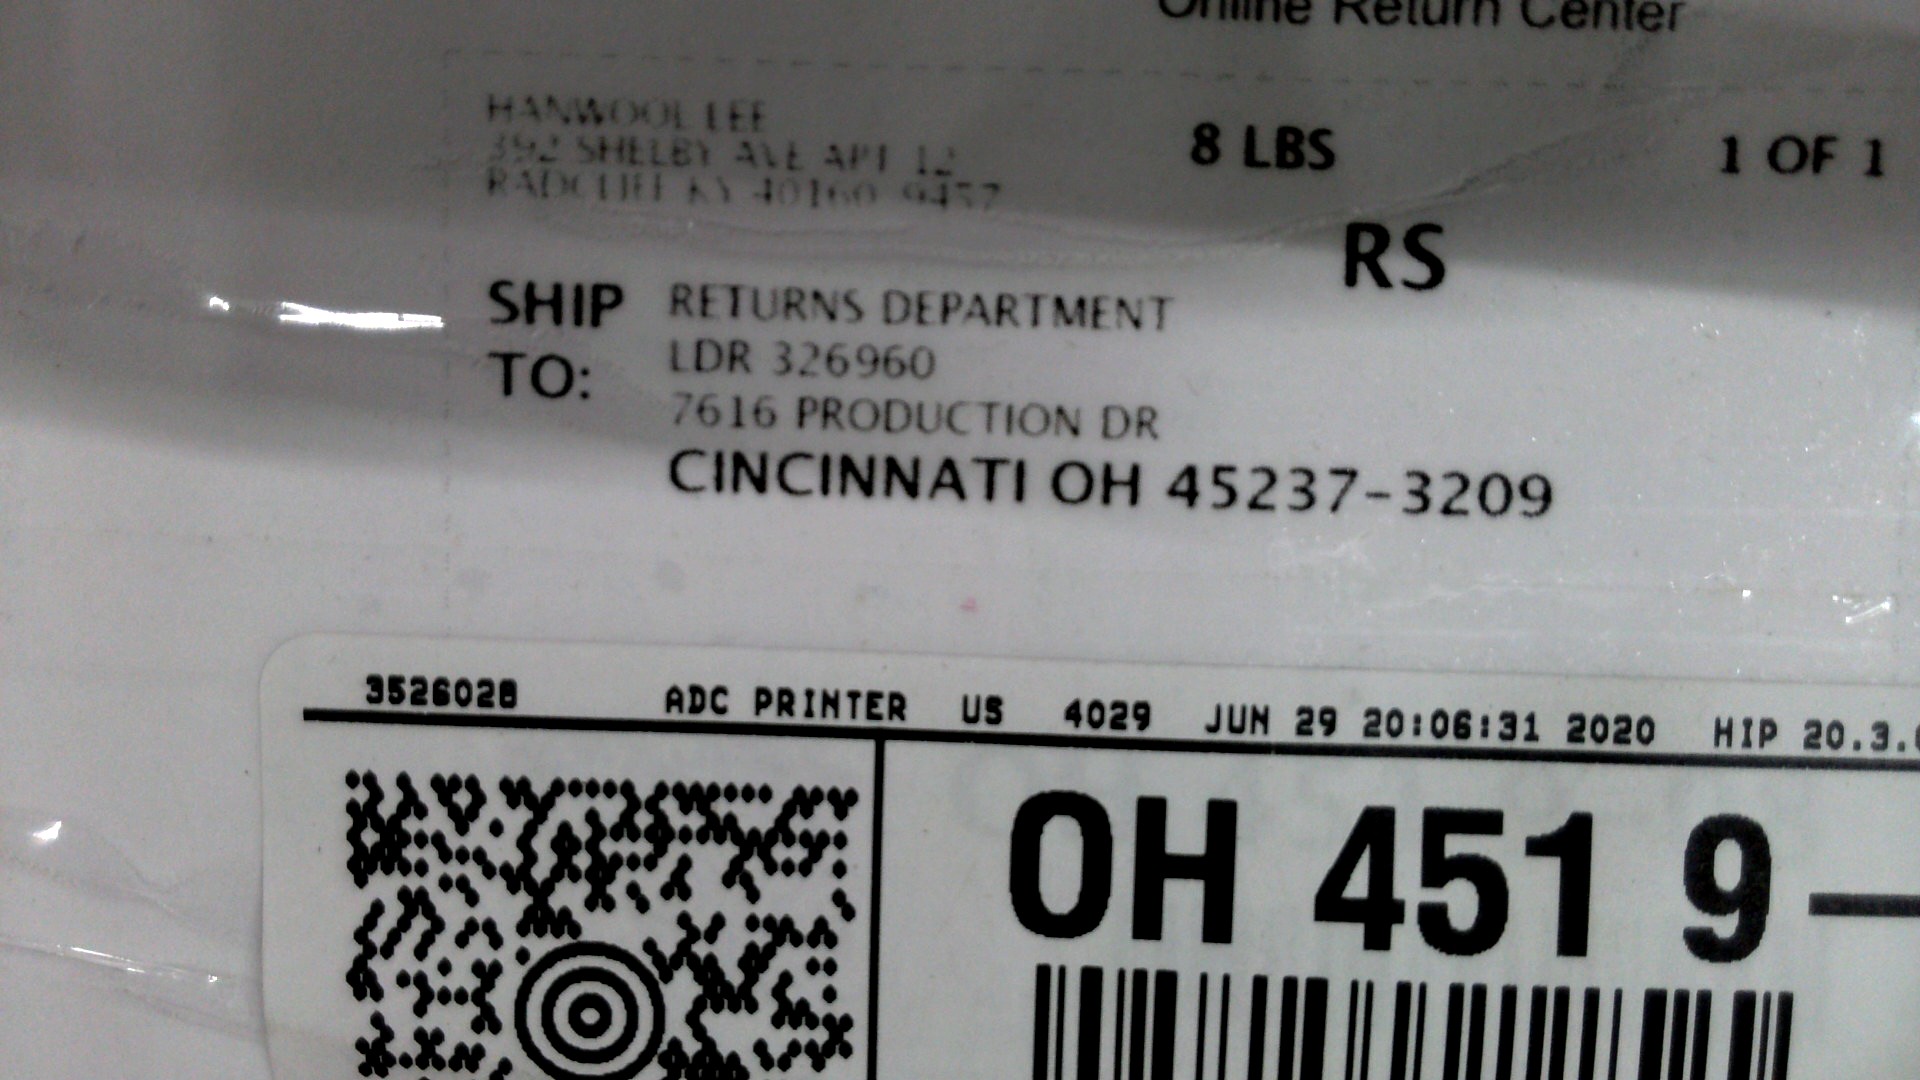 Online Return Center
HANWOOL LEE
392 SHELBY AVE APT 12
RADCLIFF KY 40160 9457
8 LBS
1 OF 1
RS
SHIP TO:
RETURNS DEPARTMENT
LDR 326960
7616 PRODUCTION DR
CINCINNATI OH 45237-3209
3526028 ADC PRINTER US 4029 JUN 29 20:06:31 2020 HIP 20.3.
OH 451 9-